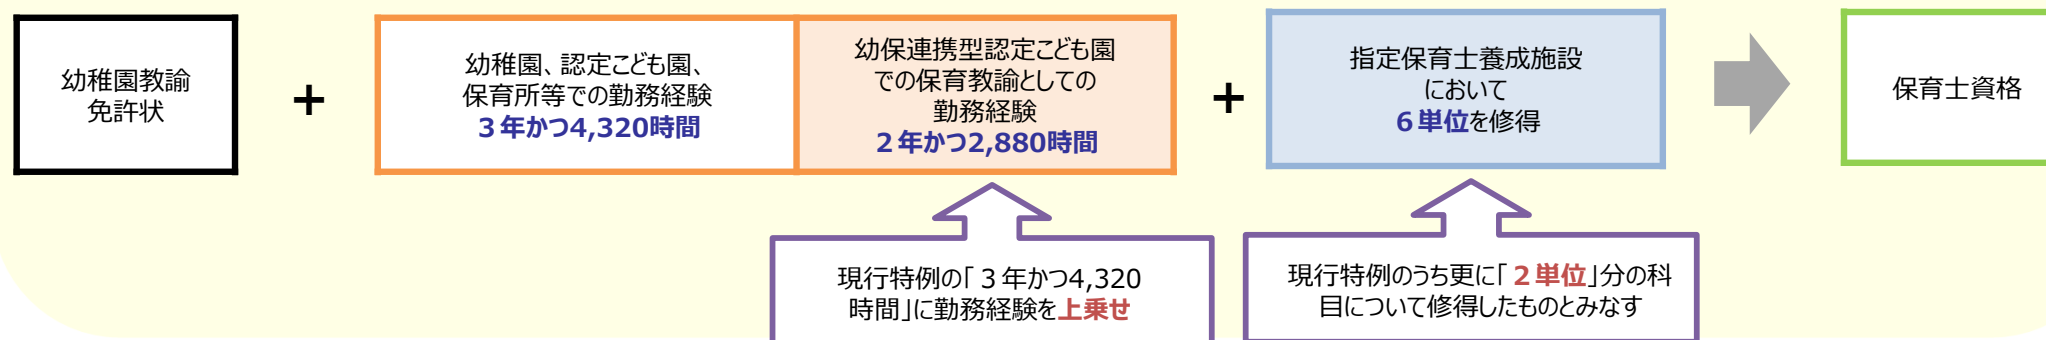 幼稚園教諭
免許状
+
幼稚園、認定こども園、
保育所等での勤務経験
３年かつ4,320時間
幼保連携型認定こども園
での保育教諭としての
勤務経験
２年かつ2,880時間
+
指定保育士養成施設
において
６単位を修得
保育士資格
現行特例の「３年かつ4,320
時間」に勤務経験を上乗せ
現行特例のうち更に「２単位」分の科
目について修得したものとみなす